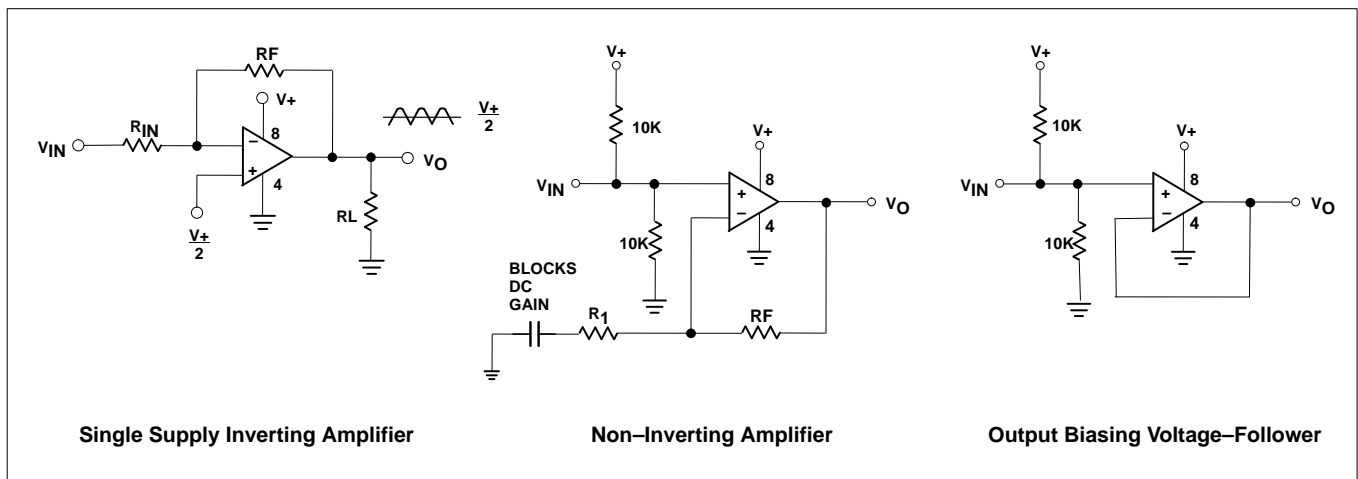 RF
V+
8
−
+
4
RIN
VIN
V+
2
RL
VO
V+
2
Single Supply Inverting Amplifier
V+
10K
V+
8
VIN
+
−
4
VO
10K
BLOCKS
DC
GAIN
R1
RF
Non–Inverting Amplifier
V+
10K
V+
8
VIN
+
−
4
VO
10K
Output Biasing Voltage–Follower